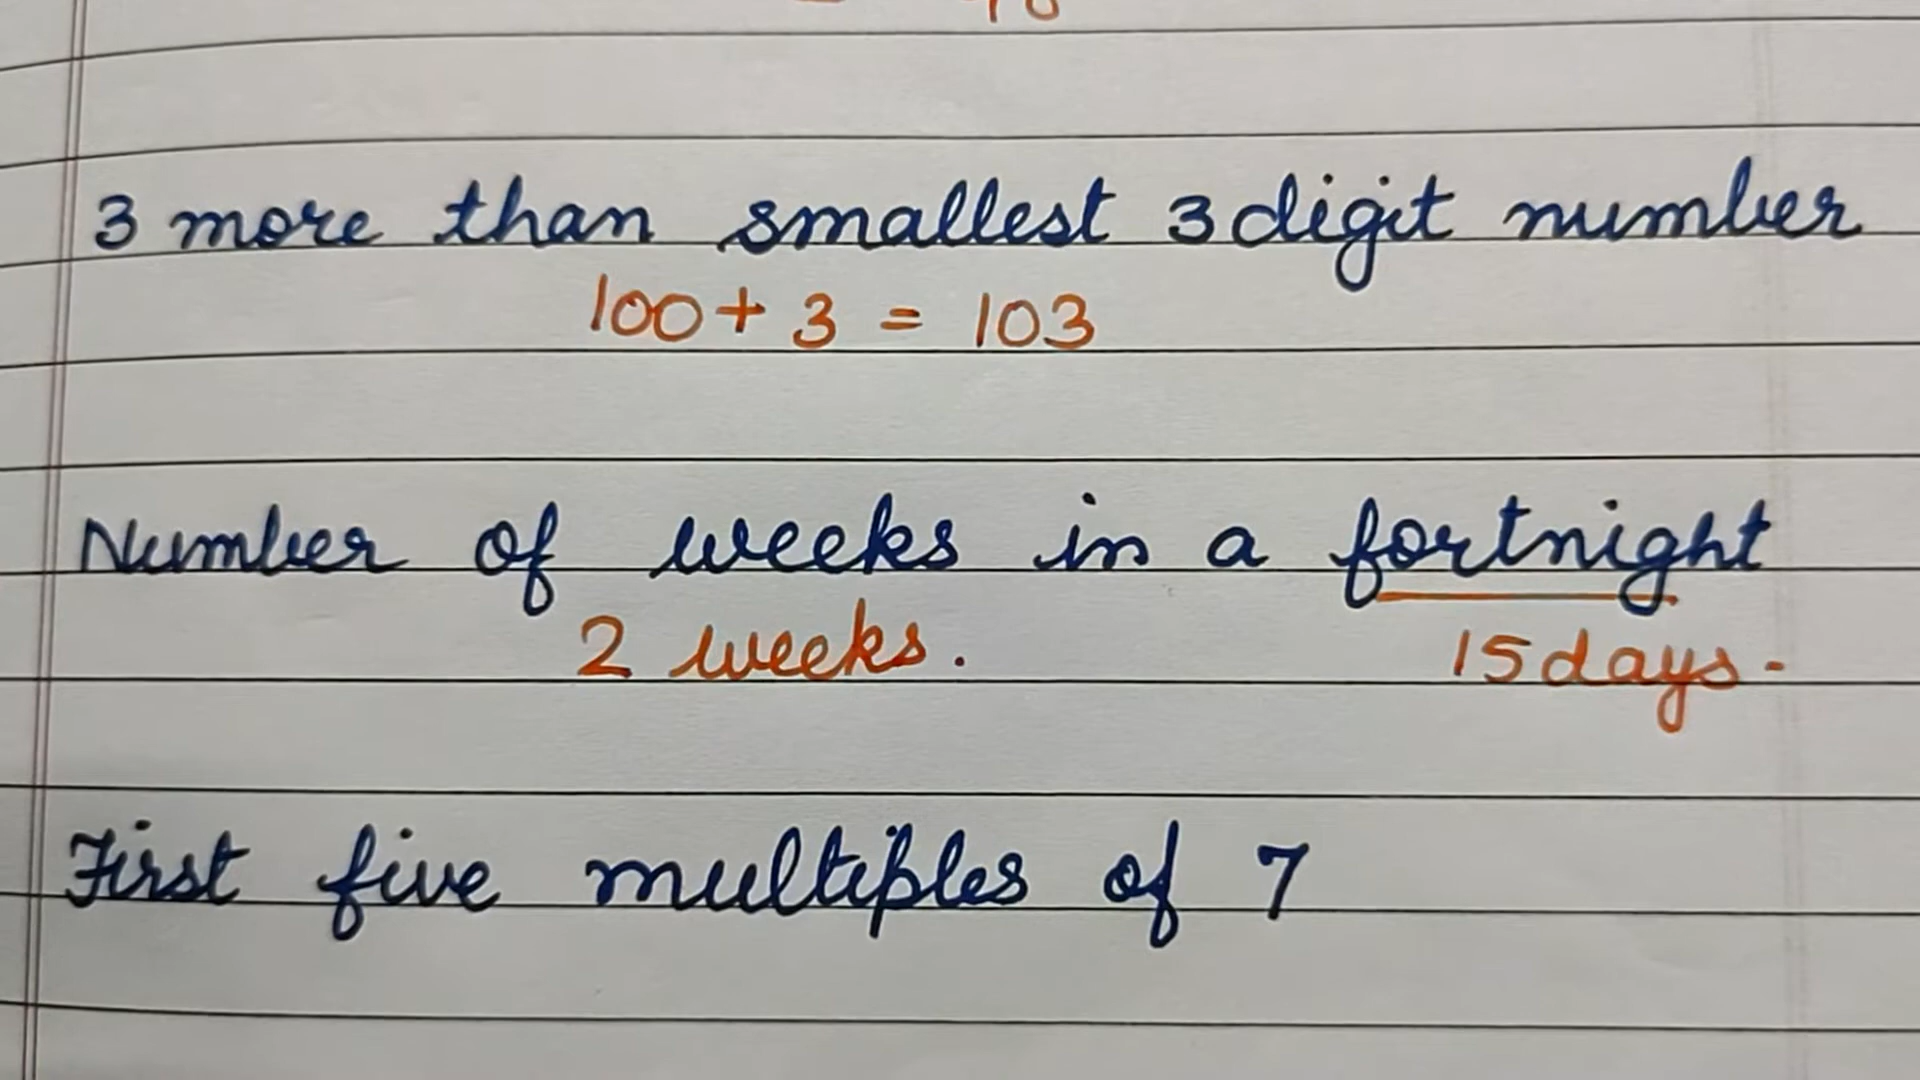 3 more than smallest 3 digit number
100 + 3 = 103
Number of weeks in a fortnight
2 weeks. 15 days.
First five multiples of 7